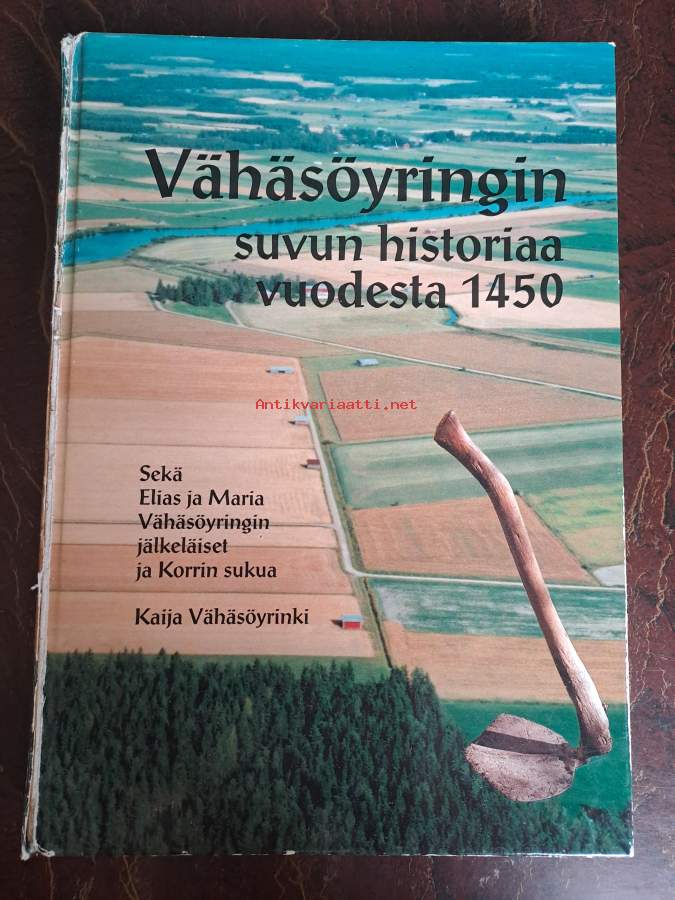 Vähäsöyringin
suvun historiaa
vuodesta 1450
Antikvariaatti.net
Sekä
Elias ja Maria
Vähäsöyringin
jälkeläiset
ja Korrin sukua
Kaija Vähäsöyrinki